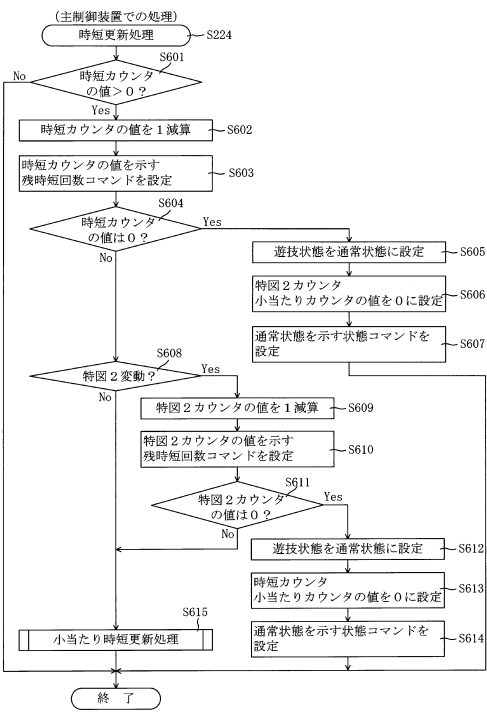 (主制御装置での処理)
時短更新処理
S224
S601
時短カウンタ
の値>0?
No
Yes
時短カウンタの値を1減算
S602
時短カウンタの値を示す
残時短回数コマンドを設定
S603
S604
時短カウンタ
の値は0?
Yes
No
遊技状態を通常状態に設定
S605
特図2カウンタ
小当たりカウンタの値を0に設定
S606
通常状態を示す状態コマンドを
設定
S607
S608
特図2変動?
Yes
No
特図2カウンタの値を1減算
S609
特図2カウンタの値を示す
残時短回数コマンドを設定
S610
S611
特図2カウンタ
の値は0?
Yes
No
遊技状態を通常状態に設定
S612
時短カウンタ
小当たりカウンタの値を0に設定
S613
通常状態を示す状態コマンドを
設定
S614
S615
小当たり時短更新処理
終 了